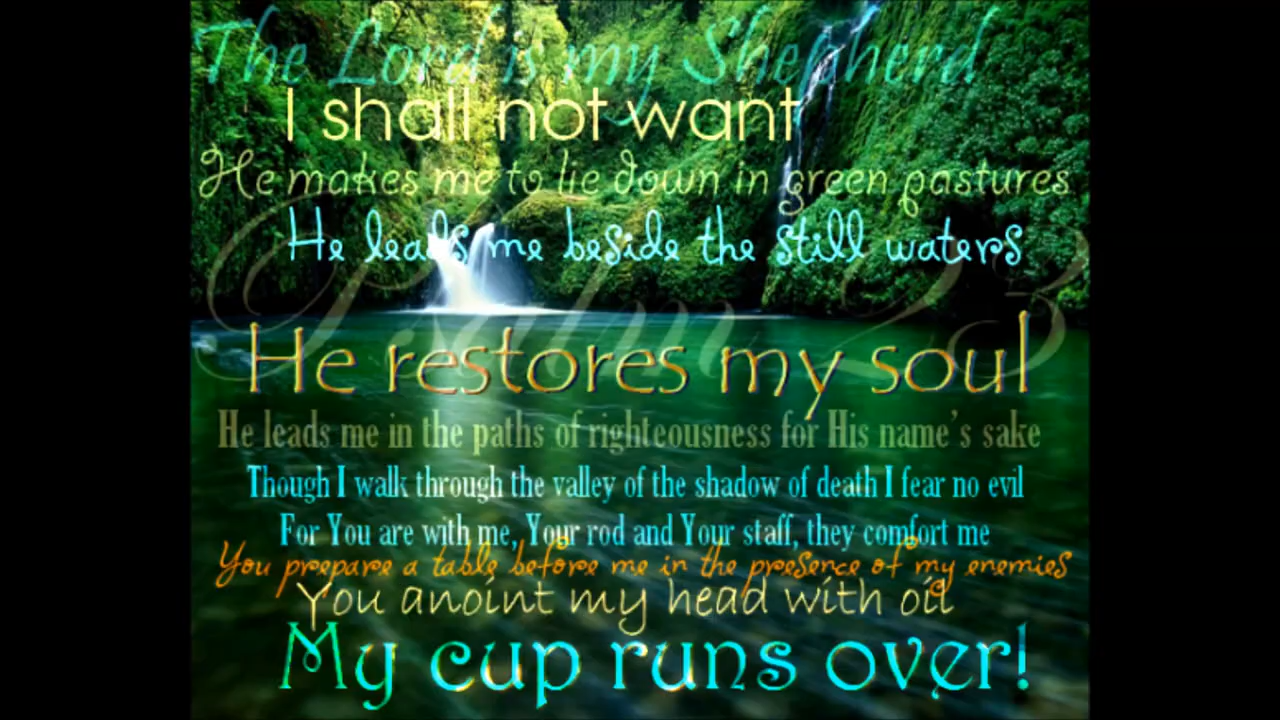 The Lord is my Shepherd
I shall not want
He makes me to lie down in green pastures
He leads me beside the still waters
Psalm 23
He restores my soul
He leads me in the paths of righteousness for His name's sake
Though I walk through the valley of the shadow of death I fear no evil
For You are with me, Your rod and Your staff, they comfort me
You prepare a table before me in the presence of my enemies
You anoint my head with oil
My cup runs over!